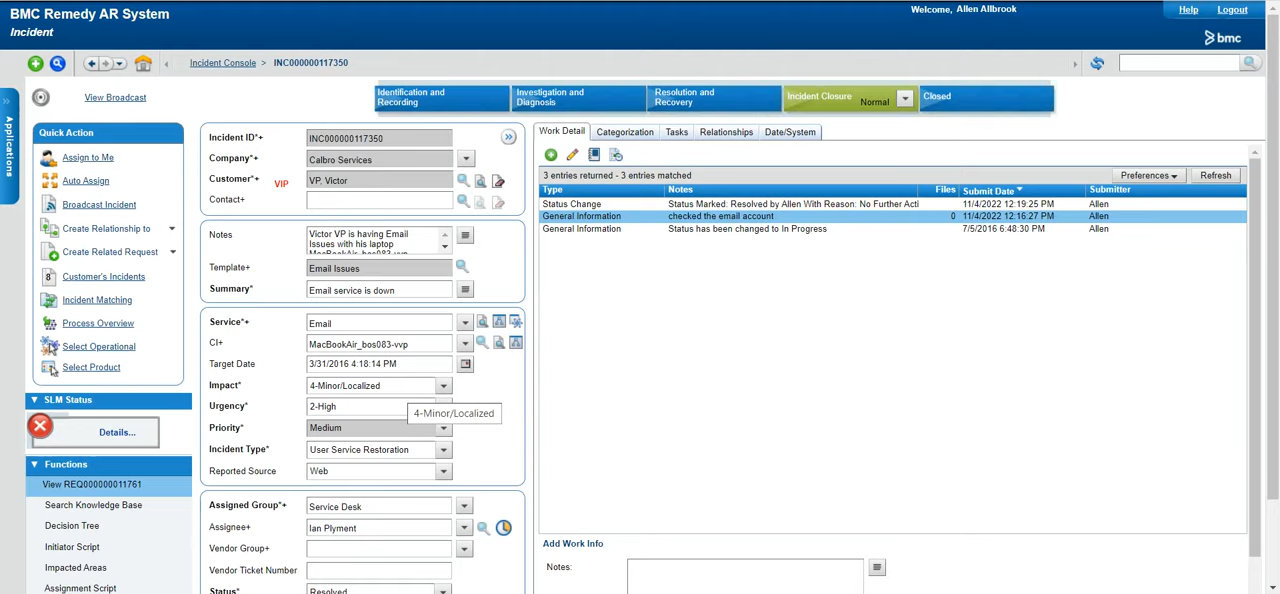 BMC Remedy AR System
Incident
Welcome, Allen Allbrook
Help
Logout
bmc
Incident Console > INC000000117350
View Broadcast
Identification and
Recording
Investigation and
Diagnosis
Resolution and
Recovery
Incident Closure
Normal
Closed
Applications
Quick Action
Assign to Me
Auto Assign
Broadcast Incident
Create Relationship to
Create Related Request
Customer's Incidents
Incident Matching
Process Overview
Select Operational
Select Product
SLM Status
Details...
Functions
View REQ000000011761
Search Knowledge Base
Decision Tree
Initiator Script
Impacted Areas
Assignment Script
Incident ID*+ INC000000117350
Company*+ Calbro Services
Customer*+ VIP VP, Victor
Contact+
Notes Victor VP is having Email
Issues with his laptop
MacBookAir_bos083-vvp
Template+ Email Issues
Summary* Email service is down
Service*+ Email
CI+ MacBookAir_bos083-vvp
Target Date 3/31/2016 4:18:14 PM
Impact* 4-Minor/Localized
Urgency* 2-High
4-Minor/Localized
Priority* Medium
Incident Type* User Service Restoration
Reported Source Web
Assigned Group*+ Service Desk
Assignee+ Ian Plyment
Vendor Group+
Vendor Ticket Number
Status* Resolved
Work Detail Categorization Tasks Relationships Date/System
3 entries returned - 3 entries matched Preferences Refresh
Type Notes Files Submit Date Submitter
Status Change Status Marked: Resolved by Allen With Reason: No Further Acti 11/4/2022 12:19:25 PM Allen
General Information checked the email account 0 11/4/2022 12:16:27 PM Allen
General Information Status has been changed to In Progress 7/5/2016 6:48:30 PM Allen
Add Work Info
Notes: